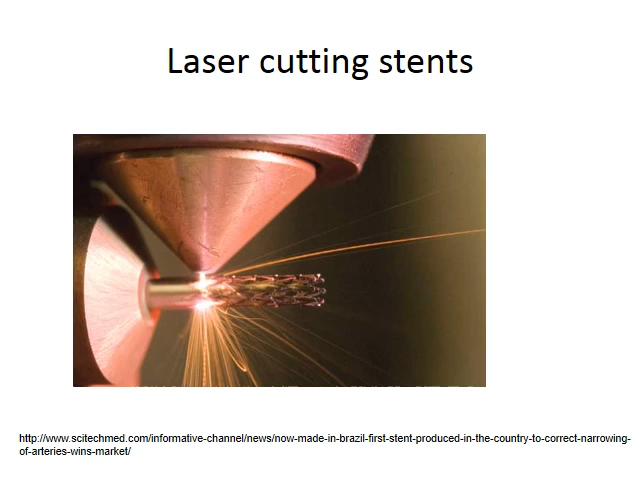 Laser cutting stents
http://www.scitechmed.com/informative-channel/news/now-made-in-brazil-first-stent-produced-in-the-country-to-correct-narrowing-
of-arteries-wins-market/